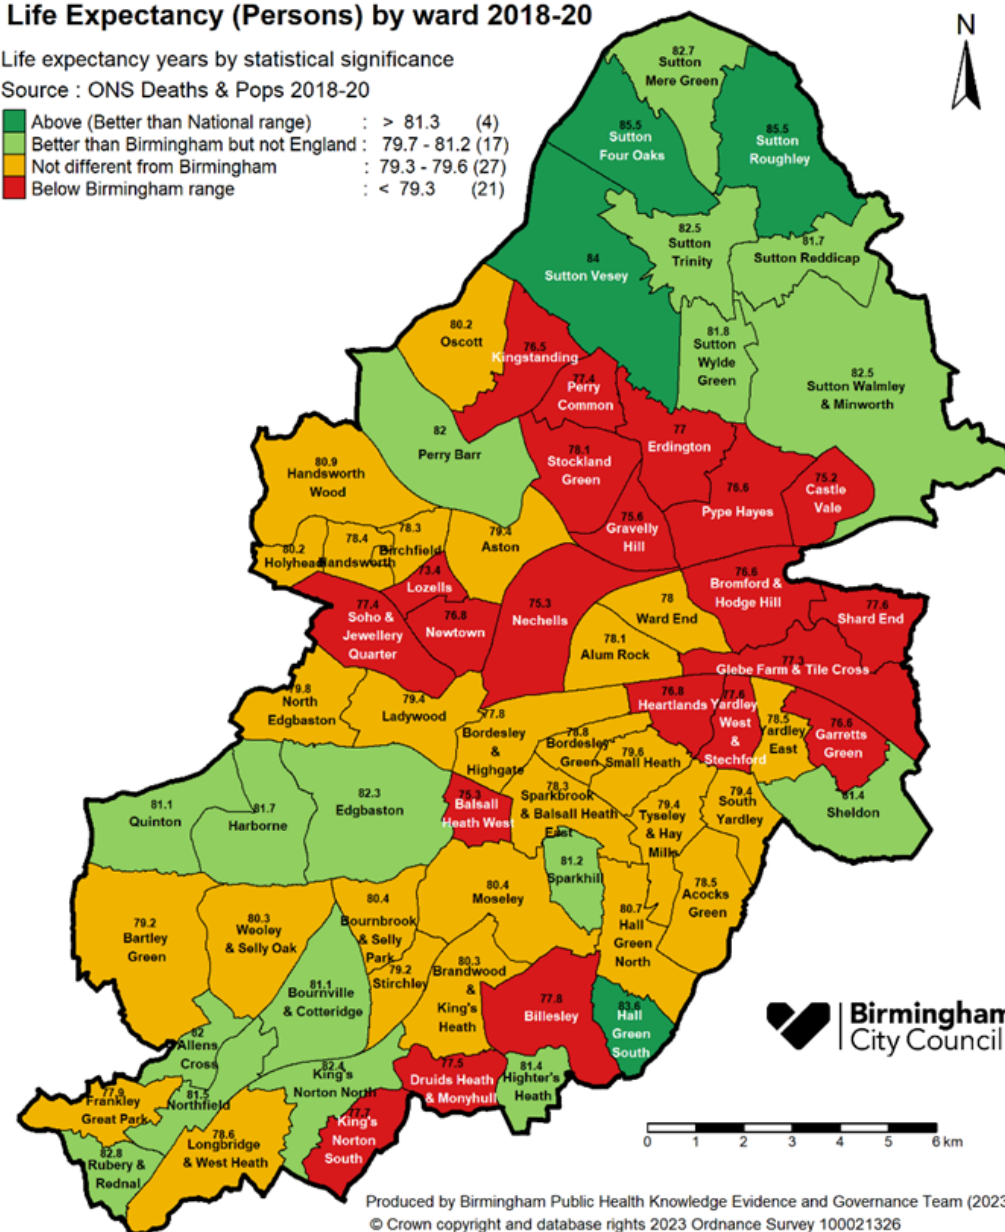 Life Expectancy (Persons) by ward 2018-20
Life expectancy years by statistical significance
Source : ONS Deaths & Pops 2018-20
Above (Better than National range) : > 81.3 (4)
Better than Birmingham but not England : 79.7 - 81.2 (17)
Not different from Birmingham : 79.3 - 79.6 (27)
Below Birmingham range : < 79.3 (21)
N
82.7
Sutton
Mere Green
85.5
Sutton
Four Oaks
85.5
Sutton
Roughley
82.5
Sutton
Trinity
81.7
Sutton Reddicap
84
Sutton Vesey
81.8
Sutton
Wylde
Green
82.5
Sutton Walmley
& Minworth
80.2
Oscott
76.5
Kingstanding
77.4
Perry
Common
82
Perry Barr
77
Erdington
78.1
Stockland
Green
76.6
Pype Hayes
75.2
Castle
Vale
75.6
Gravelly
Hill
80.9
Handsworth
Wood
80.2
Holyhead
78.4
Handsworth
78.3
Birchfield
79.4
Aston
73.4
Lozells
77.4
Soho &
Jewellery
Quarter
76.8
Newtown
75.3
Nechells
78
Ward End
78.1
Alum Rock
76.6
Bromford &
Hodge Hill
77.6
Shard End
77.3
Glebe Farm & Tile Cross
79.8
North
Edgbaston
79.4
Ladywood
77.8
Bordesley
&
Highgate
78.8
Bordesley
Green
76.8
Heartlands
77.6
Yardley
West
&
Stechford
78.5
Yardley
East
76.6
Garretts
Green
81.4
Sheldon
79.6
Small Heath
81.1
Quinton
81.7
Harborne
82.3
Edgbaston
75.3
Balsall
Heath West
78.3
Sparkbrook
& Balsall Heath
East
79.4
Tyseley
& Hay
Mills
79.4
South
Yardley
81.2
Sparkhill
78.5
Acocks
Green
79.2
Bartley
Green
80.3
Weoley
& Selly Oak
80.4
Bournbrook
& Selly
Park
80.4
Moseley
80.7
Hall
Green
North
79.2
Stirchley
80.3
Brandwood
&
King's
Heath
81.1
Bournville
& Cotteridge
77.8
Billesley
83.6
Hall
Green
South
82
Allens
Cross
82.4
King's
Norton North
77.5
Druids Heath
& Monyhull
81.4
Highter's
Heath
77.9
Frankley
Great Park
81.5
Northfield
77.7
King's
Norton
South
78.6
Longbridge
& West Heath
82.8
Rubery &
Rednal
Birmingham
City Council
0 1 2 3 4 5 6 km
Produced by Birmingham Public Health Knowledge Evidence and Governance Team (2023
© Crown copyright and database rights 2023 Ordnance Survey 100021326